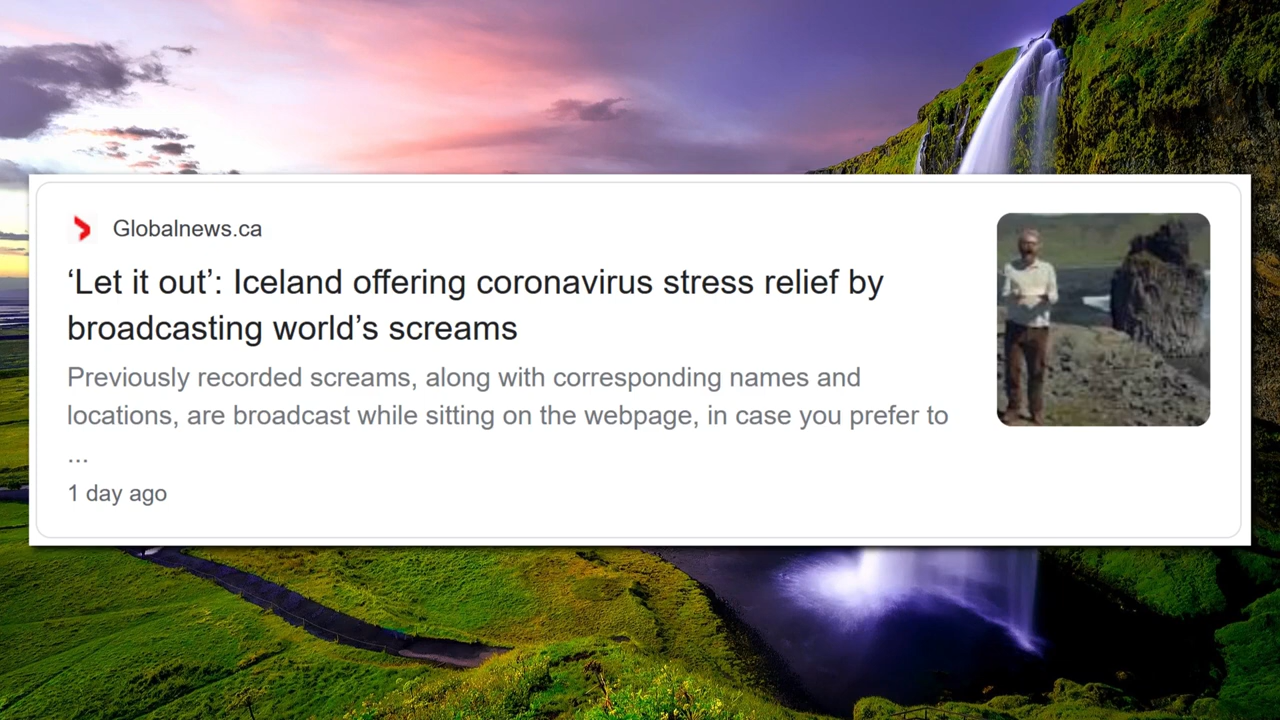 Globalnews.ca
‘Let it out’: Iceland offering coronavirus stress relief by
broadcasting world’s screams
Previously recorded screams, along with corresponding names and
locations, are broadcast while sitting on the webpage, in case you prefer to
...
1 day ago